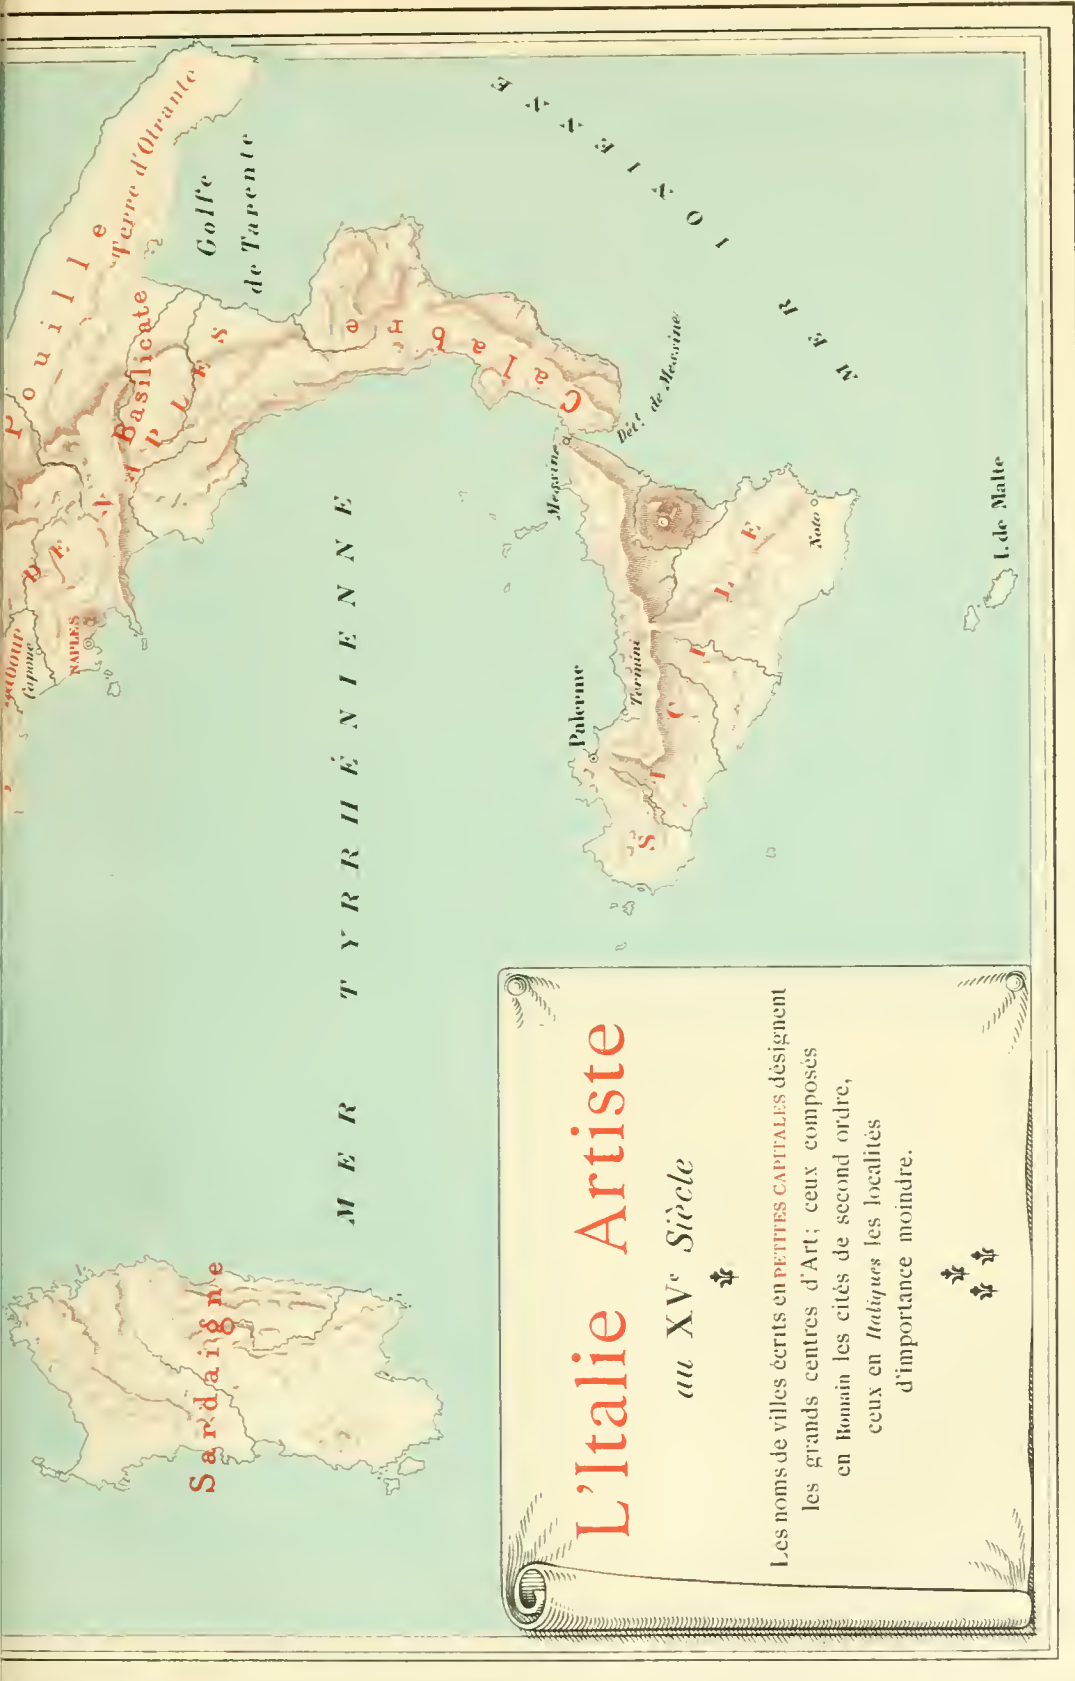 Pouille
Terre d'Otrante
Basilicate
DE NAPLES
Golfe
de Tarente
Capoue
NAPLES
Calabre
MER IONIENNE
MER TYRRHÉNIENNE
Dét.t de Messine
Messine
Palerme
Termini
Noto
SICILE
I. de Malte
Sardaigne
L'Italie Artiste
au XVe Siècle
Les noms de villes écrits en PETITES CAPITALES désignent
les grands centres d'Art; ceux composés
en Romain les cités de second ordre,
ceux en Italiques les localités
d'importance moindre.